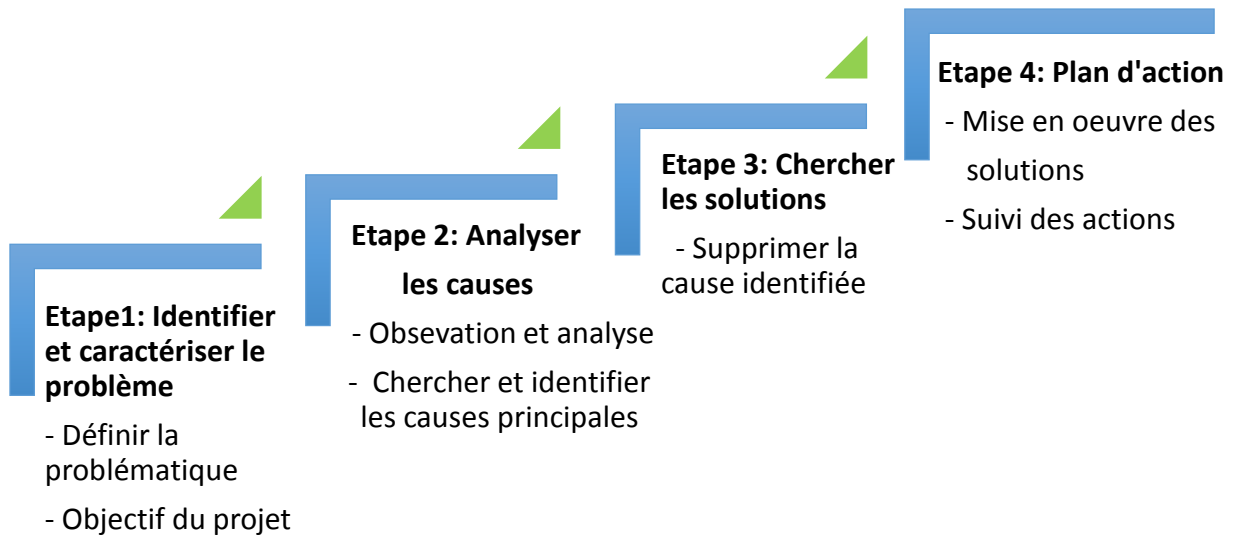 Etape1: Identifier
et caractériser le
problème
- Définir la
problématique
- Objectif du projet
Etape 2: Analyser
les causes
- Obsevation et analyse
- Chercher et identifier
les causes principales
Etape 3: Chercher
les solutions
- Supprimer la
cause identifiée
Etape 4: Plan d'action
- Mise en oeuvre des
solutions
- Suivi des actions